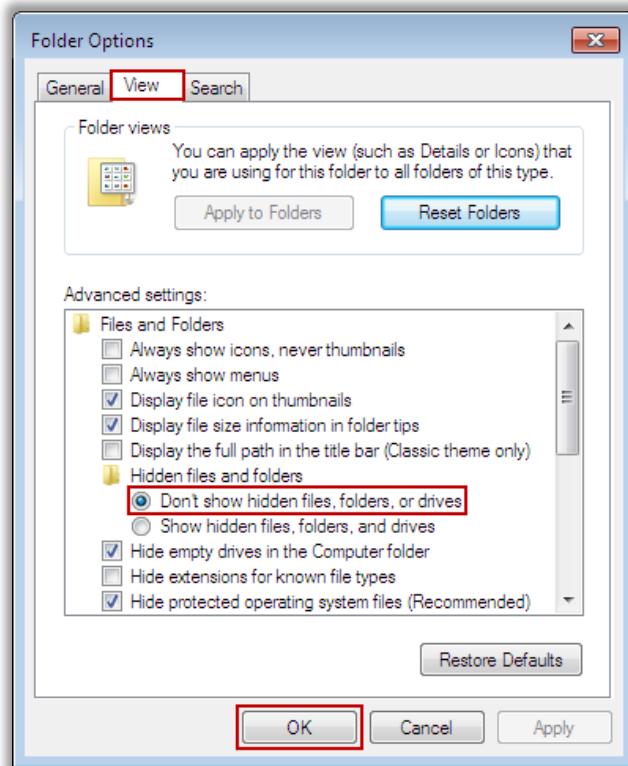 Folder Options
General View Search
Folder views
You can apply the view (such as Details or Icons) that
you are using for this folder to all folders of this type.
Apply to Folders Reset Folders
Advanced settings:
Files and Folders
Always show icons, never thumbnails
Always show menus
Display file icon on thumbnails
Display file size information in folder tips
Display the full path in the title bar (Classic theme only)
Hidden files and folders
Don't show hidden files, folders, or drives
Show hidden files, folders, and drives
Hide empty drives in the Computer folder
Hide extensions for known file types
Hide protected operating system files (Recommended)
Restore Defaults
OK Cancel Apply